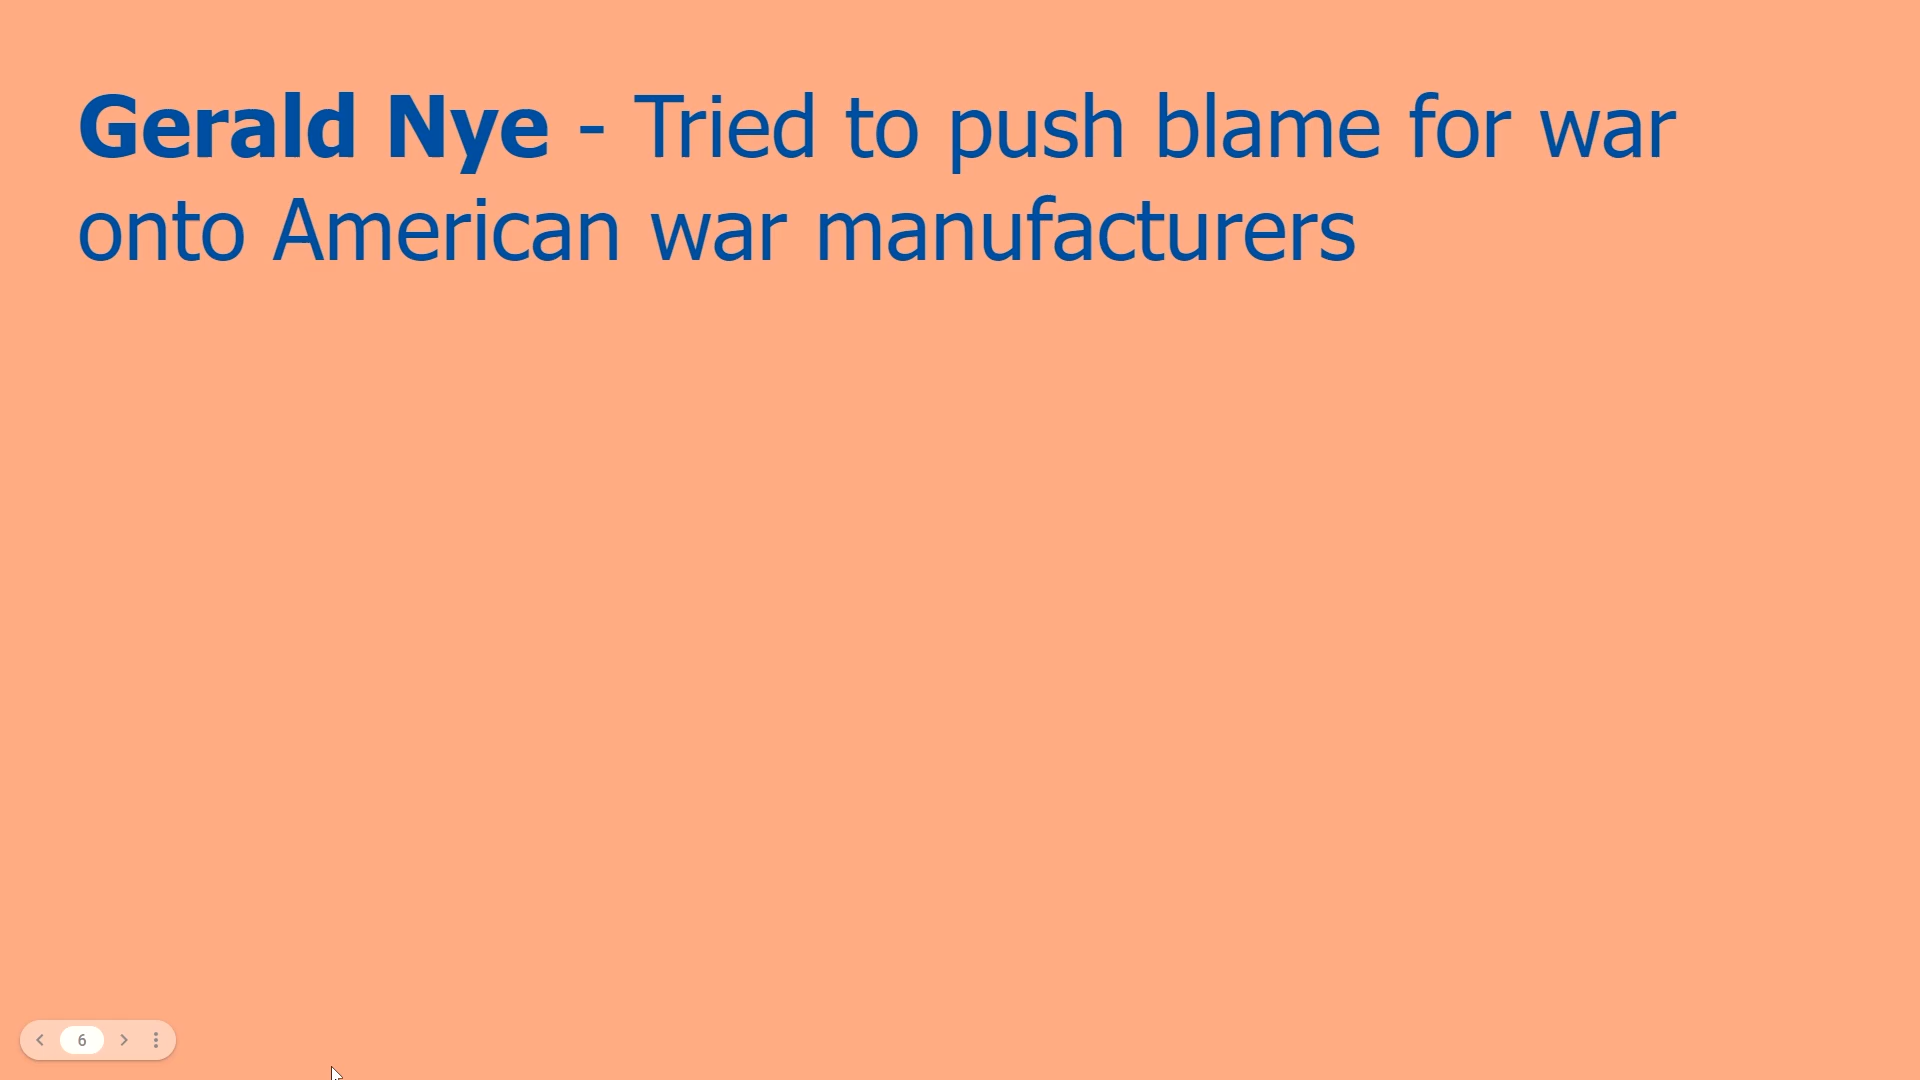 Gerald Nye - Tried to push blame for war
onto American war manufacturers
6